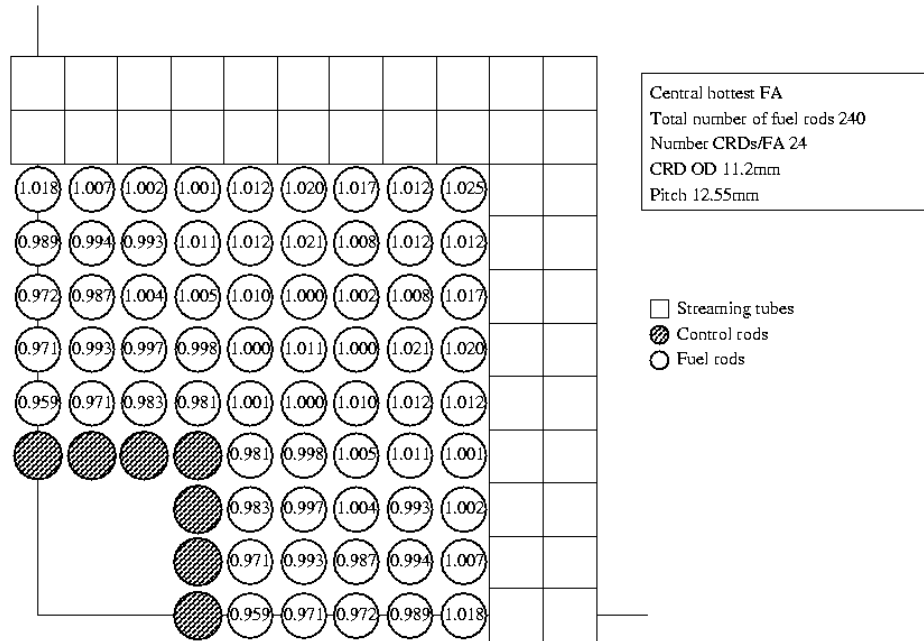 Central hottest FA
Total number of fuel rods 240
Number CRDs/FA 24
CRD OD 11.2mm
Pitch 12.55mm
1.018 1.007 1.002 1.001 1.012 1.020 1.017 1.012 1.025
0.989 0.994 0.993 1.011 1.012 1.021 1.008 1.012 1.012
0.972 0.987 1.004 1.005 1.010 1.000 1.002 1.008 1.017
Streaming tubes
Control rods
Fuel rods
0.971 0.993 0.997 0.998 1.000 1.011 1.000 1.021 1.020
0.959 0.971 0.983 0.981 1.001 1.000 1.010 1.012 1.012
0.981 0.998 1.005 1.011 1.001
0.983 0.997 1.004 0.993 1.002
0.971 0.993 0.987 0.994 1.007
0.959 0.971 0.972 0.989 1.018